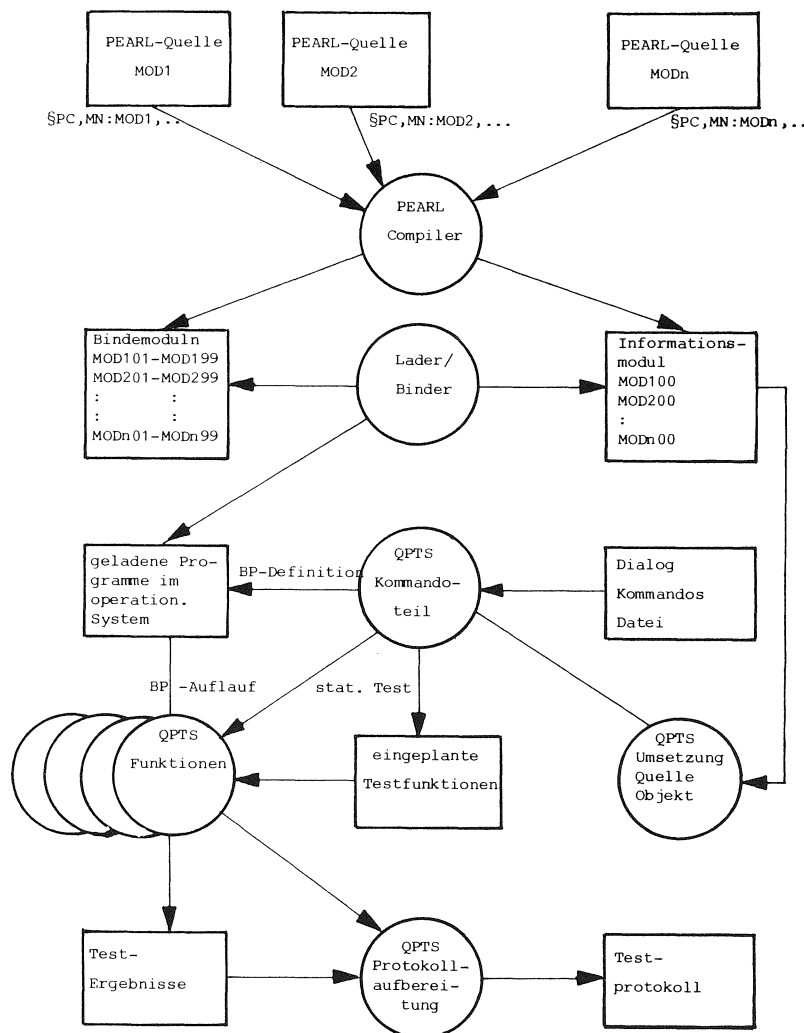 PEARL-Quelle
MOD1
PEARL-Quelle
MOD2
PEARL-Quelle
MODn
§PC,MN:MOD1,..
§PC,MN:MOD2,...
§PC,MN:MODn,..
PEARL
Compiler
Bindemoduln
MOD101-MOD199
MOD201-MOD299
: :
: :
MODn01-MODn99
Lader/
Binder
Informations-
modul
MOD100
MOD200
:
MODn00
geladene Pro-
gramme im
operation.
System
BP-Definition
QPTS
Kommando-
teil
Dialog
Kommandos
Datei
BP -Auflauf
stat. Test
QPTS
Funktionen
eingeplante
Testfunktionen
QPTS
Umsetzung
Quelle
Objekt
Test-
Ergebnisse
QPTS
Protokoll-
aufberei-
tung
Test-
protokoll